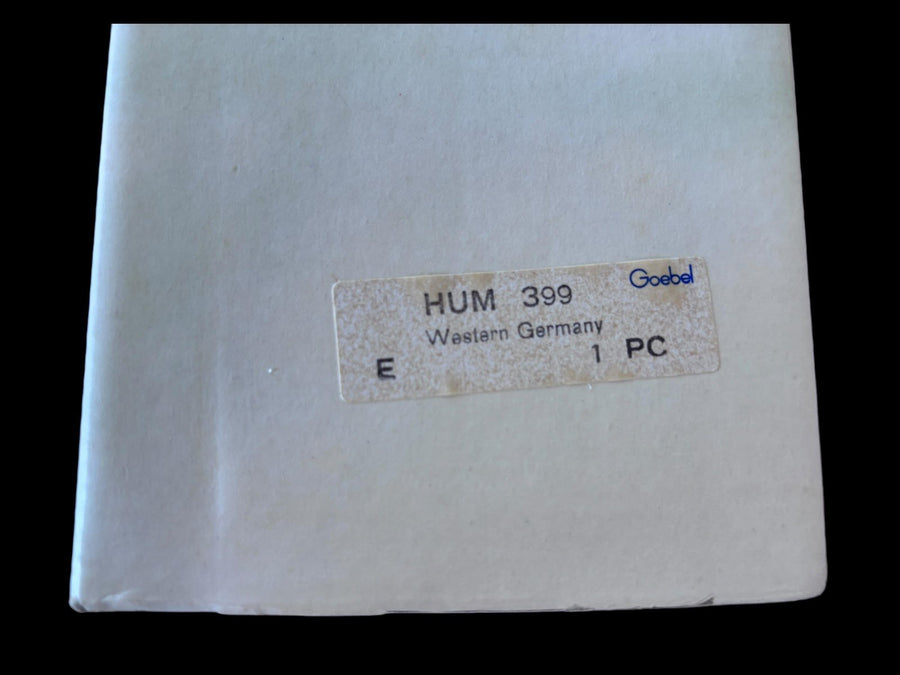 Goebel
HUM 399
Western Germany
E 1 PC